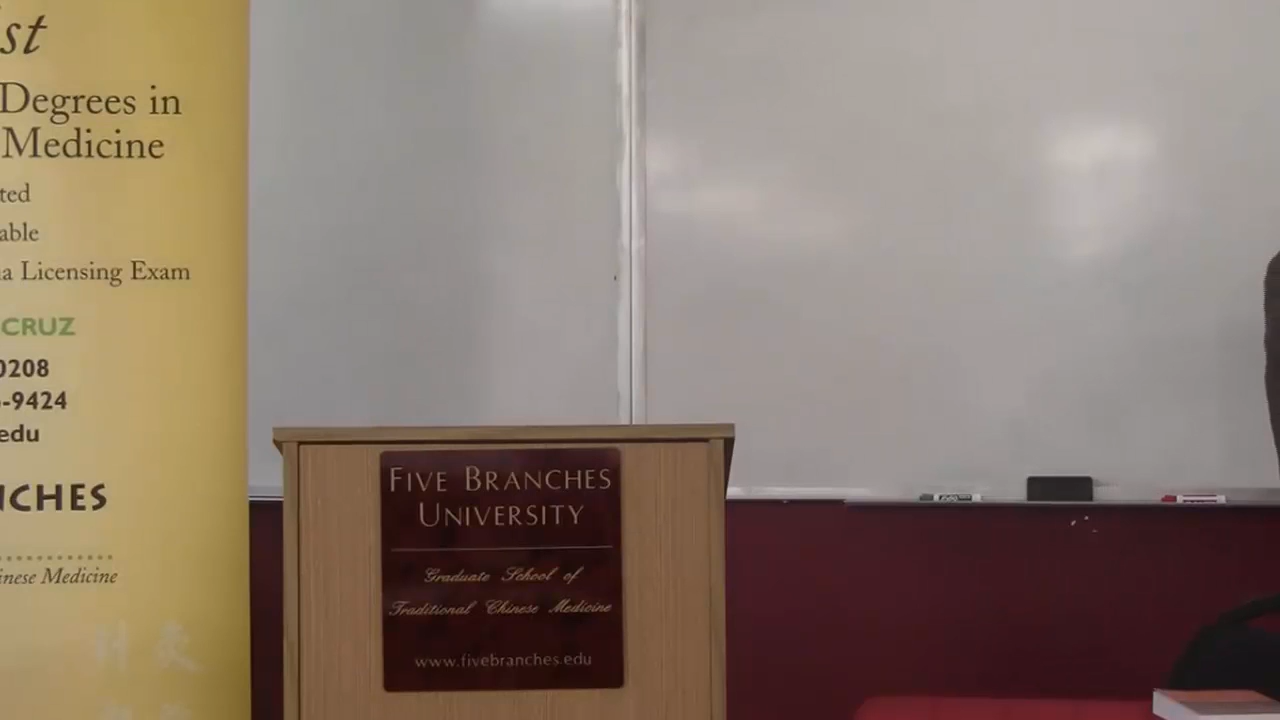 st
Degrees in
Medicine
ted
able
a Licensing Exam
CRUZ
0208
-9424
edu
NCHES
inese Medicine
FIVE BRANCHES
UNIVERSITY
Graduate School of
Traditional Chinese Medicine
www.fivebranches.edu